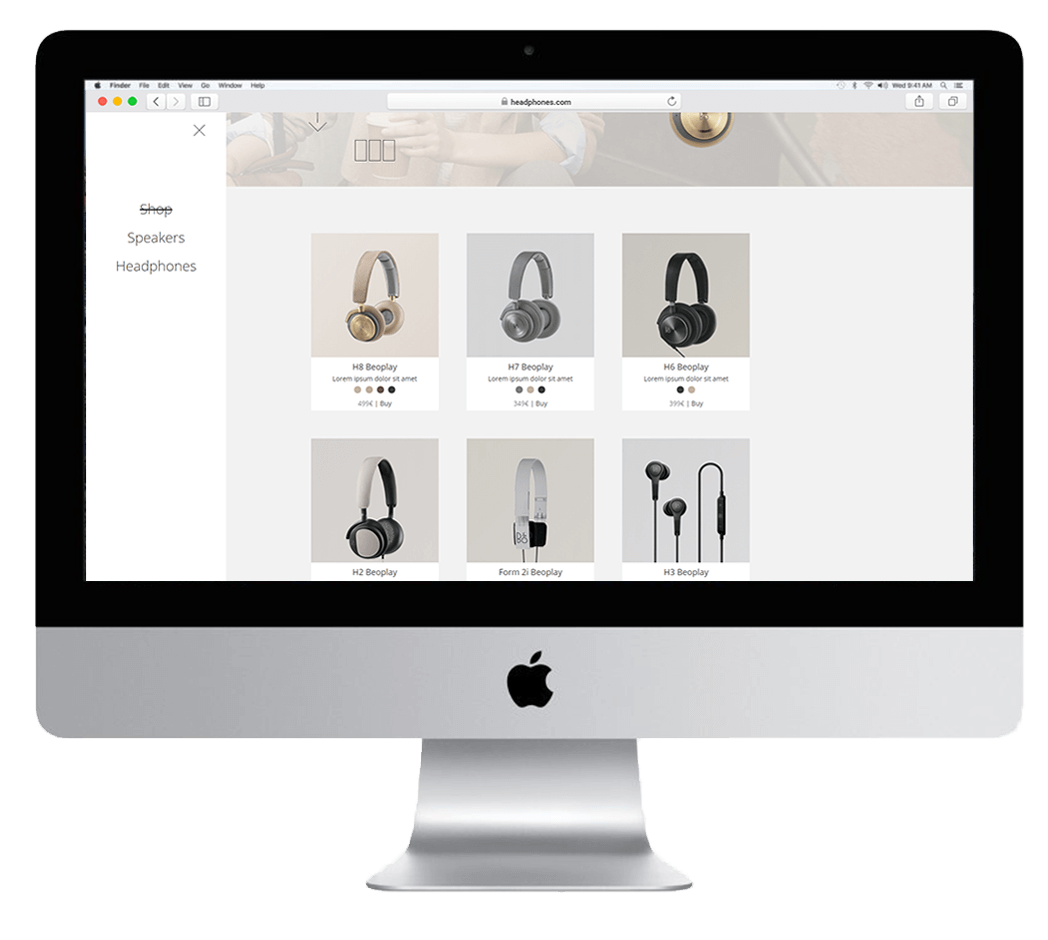 Finder File Edit View Go Window Help
Wed 9:41 AM
headphones.com
Shop
Speakers
Headphones
H8 Beoplay
Lorem ipsum dolor sit amet
499€ | Buy
H7 Beoplay
Lorem ipsum dolor sit amet
349€ | Buy
H6 Beoplay
Lorem ipsum dolor sit amet
399€ | Buy
H2 Beoplay
Form 2i Beoplay
H3 Beoplay